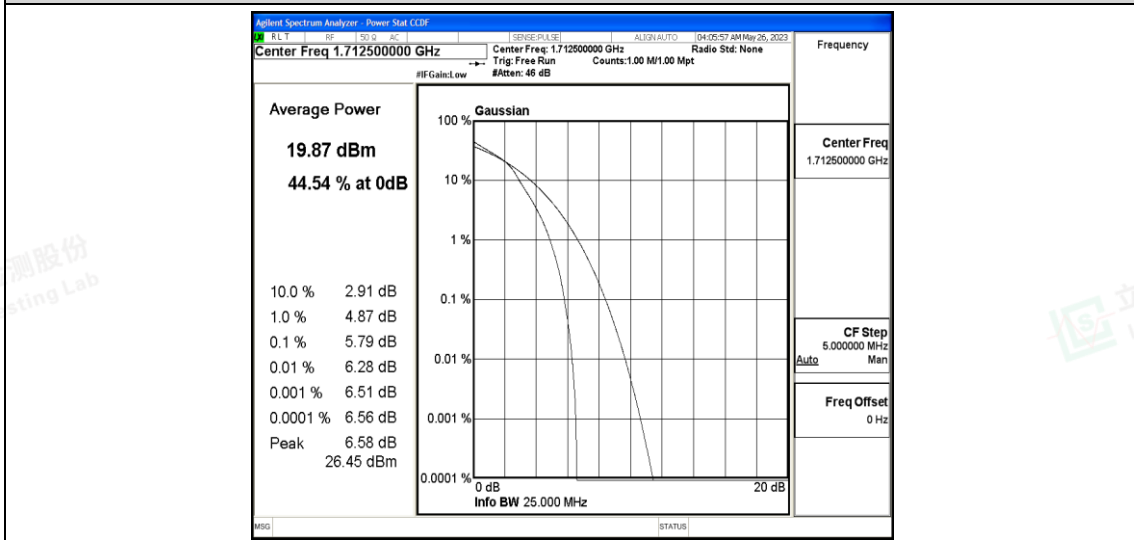 Agilent Spectrum Analyzer - Power Stat CCDF
LXI RLT RF 50 Ω AC SENSE:PULSE ALIGN AUTO 04:05:57 AM May 26, 2023
Center Freq 1.712500000 GHz
Center Freq: 1.712500000 GHz Radio Std: None
Trig: Free Run Counts:1.00 M/1.00 Mpt
#IFGain:Low #Atten: 46 dB
Frequency
Average Power
19.87 dBm
44.54 % at 0dB
10.0 % 2.91 dB
1.0 % 4.87 dB
0.1 % 5.79 dB
0.01 % 6.28 dB
0.001 % 6.51 dB
0.0001 % 6.56 dB
Peak 6.58 dB
26.45 dBm
Gaussian
100 %
10 %
1 %
0.1 %
0.01 %
0.001 %
0.0001 %
0 dB 20 dB
Info BW 25.000 MHz
Center Freq
1.712500000 GHz
CF Step
5.000000 MHz
Auto Man
Freq Offset
0 Hz
MSG STATUS
测股份
sting Lab
立